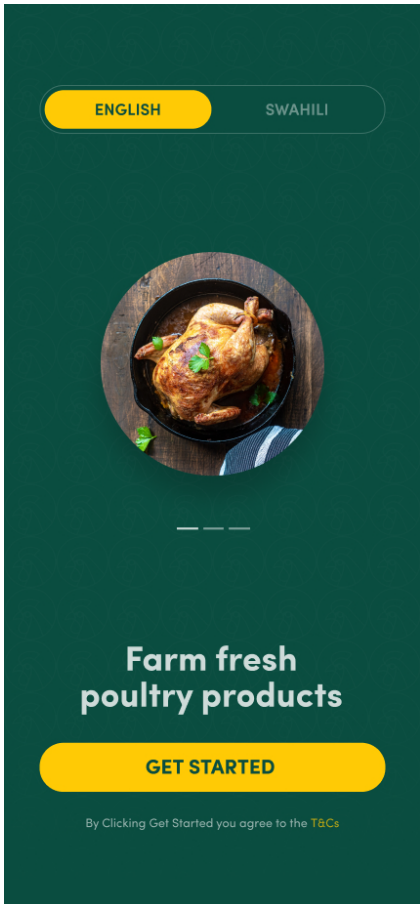 ENGLISH SWAHILI
Farm fresh
poultry products
GET STARTED
By Clicking Get Started you agree to the T&Cs